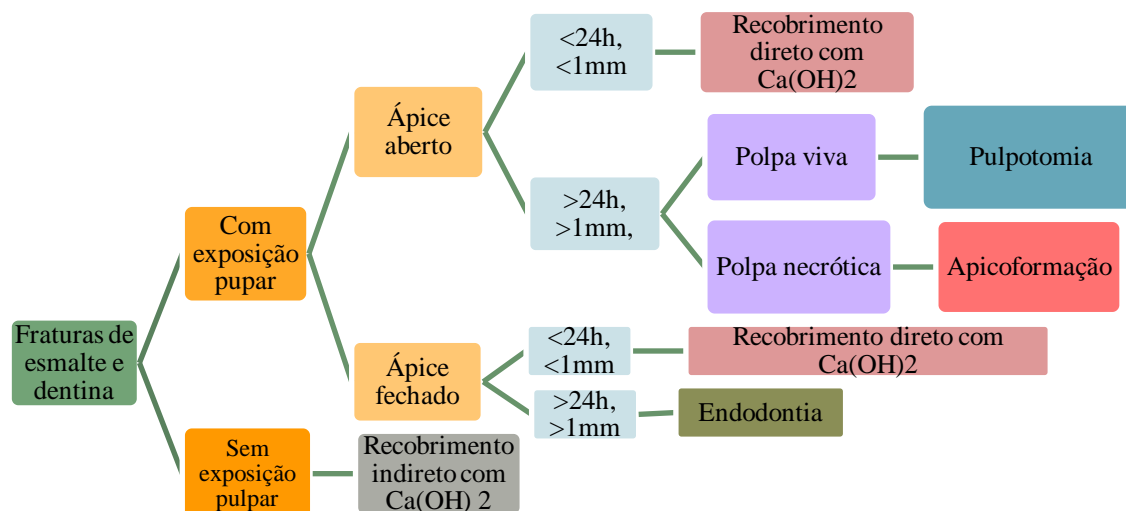 Fraturas de
esmalte e
dentina
Com
exposição
pupar
Ápice
aberto
<24h,
<1mm
Recobrimento
direto com
Ca(OH)2
>24h,
>1mm,
Polpa viva
Pulpotomia
Polpa necrótica
Apicoformação
Ápice
fechado
<24h,
<1mm
Recobrimento direto com
Ca(OH)2
>24h,
>1mm
Endodontia
Sem
exposição
pulpar
Recobrimento
indireto com
Ca(OH) 2